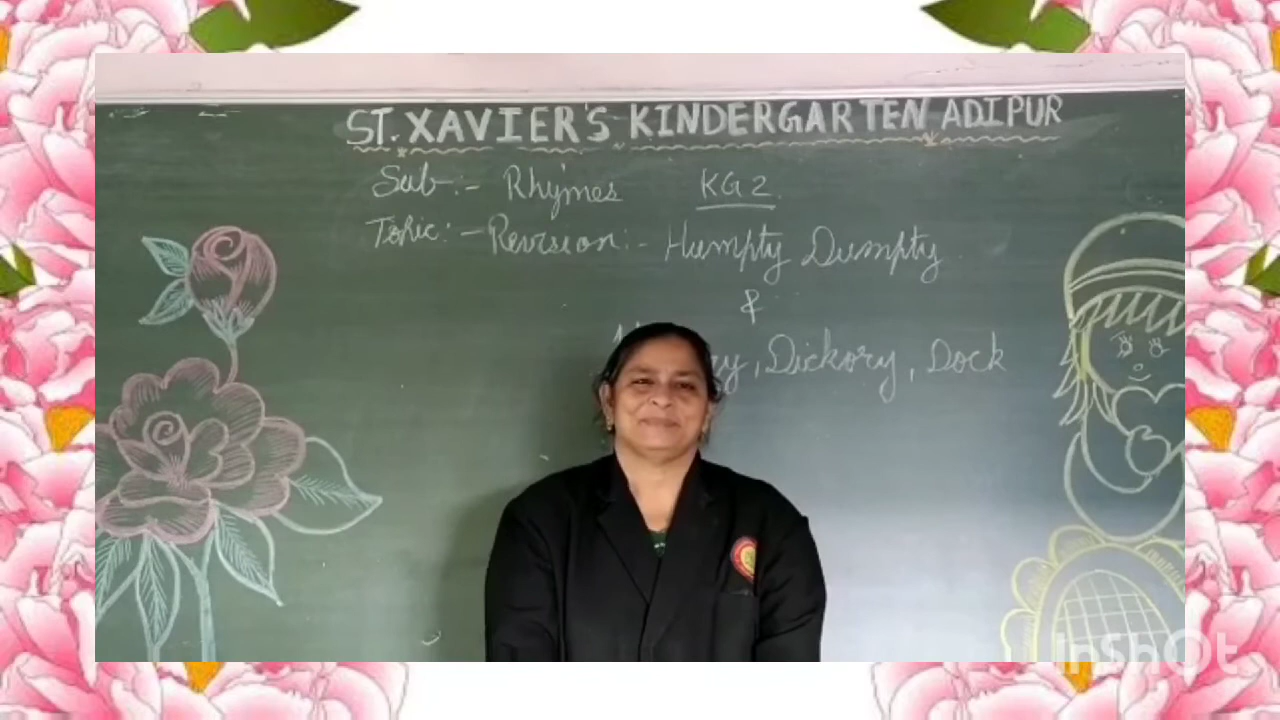 ST. XAVIER'S KINDERGARTEN ADIPUR
Sub:- Rhymes KG2
Topic:- Revision:- Humpty Dumpty
&
, Dickory, Dock
InShOt